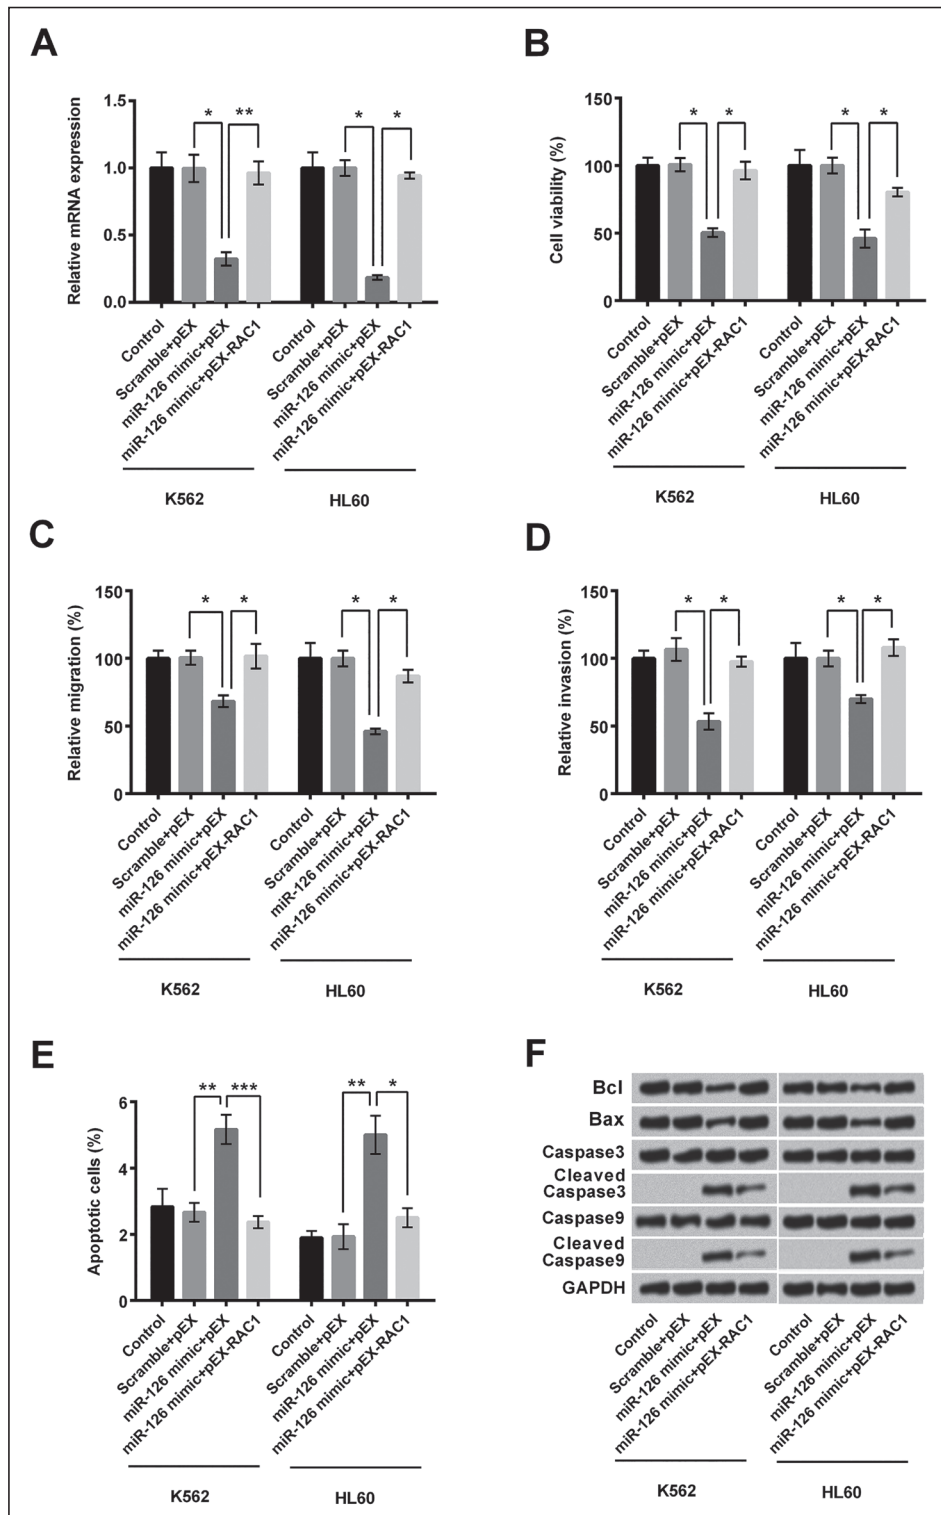 A
Relative mRNA expression
1.5
1.0
0.5
0.0
* ** * *
Control
Scramble+pEX
miR-126 mimic+pEX
miR-126 mimic+pEX-RAC1
Control
Scramble+pEX
miR-126 mimic+pEX
miR-126 mimic+pEX-RAC1
K562 HL60
B
Cell viability (%)
150
100
50
0
* * * *
Control
Scramble+pEX
miR-126 mimic+pEX
miR-126 mimic+pEX-RAC1
Control
Scramble+pEX
miR-126 mimic+pEX
miR-126 mimic+pEX-RAC1
K562 HL60
C
Relative migration (%)
150
100
50
0
* * * *
Control
Scramble+pEX
miR-126 mimic+pEX
miR-126 mimic+pEX-RAC1
Control
Scramble+pEX
miR-126 mimic+pEX
miR-126 mimic+pEX-RAC1
K562 HL60
D
Relative invasion (%)
150
100
50
0
* * * *
Control
Scramble+pEX
miR-126 mimic+pEX
miR-126 mimic+pEX-RAC1
Control
Scramble+pEX
miR-126 mimic+pEX
miR-126 mimic+pEX-RAC1
K562 HL60
E
Apoptotic cells (%)
6
4
2
0
** *** ** *
Control
Scramble+pEX
miR-126 mimic+pEX
miR-126 mimic+pEX-RAC1
Control
Scramble+pEX
miR-126 mimic+pEX
miR-126 mimic+pEX-RAC1
K562 HL60
F
Bcl
Bax
Caspase3
Cleaved
Caspase3
Caspase9
Cleaved
Caspase9
GAPDH
Control
Scramble+pEX
miR-126 mimic+pEX
miR-126 mimic+pEX-RAC1
Control
Scramble+pEX
miR-126 mimic+pEX
miR-126 mimic+pEX-RAC1
K562 HL60